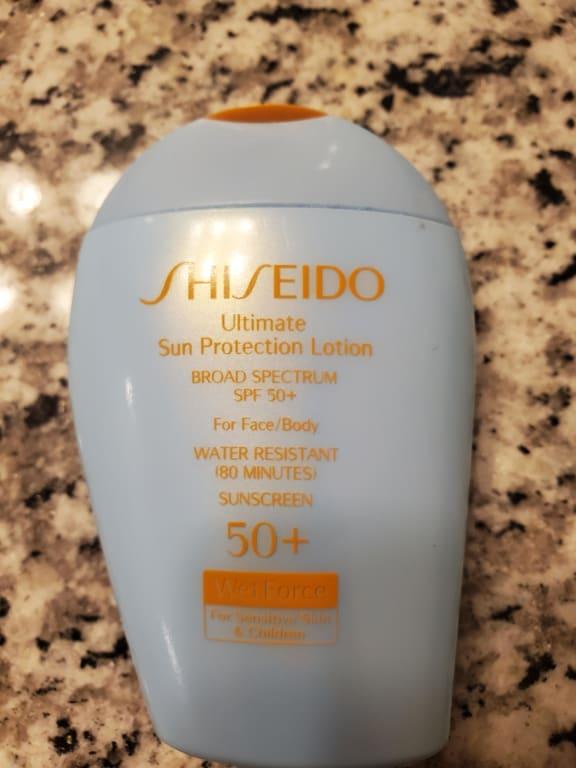 SHISEIDO
Ultimate
Sun Protection Lotion
BROAD SPECTRUM
SPF 50+
For Face/Body
WATER RESISTANT
(80 MINUTES)
SUNSCREEN
50+
WetForce
For Sensitive Skin
& Children